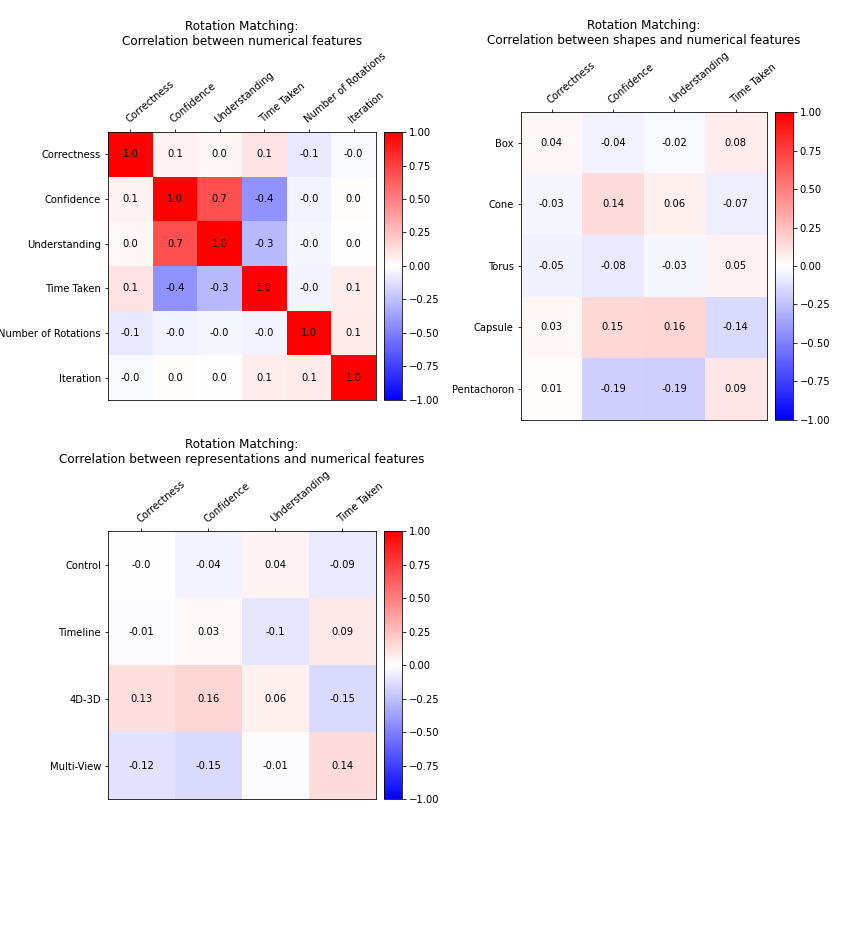 Rotation Matching:
Correlation between numerical features
Correctness Confidence Understanding Time Taken Number of Rotations Iteration
Correctness 1.0 0.1 0.0 0.1 -0.1 -0.0
Confidence 0.1 1.0 0.7 -0.4 -0.0 0.0
Understanding 0.0 0.7 1.0 -0.3 -0.0 0.0
Time Taken 0.1 -0.4 -0.3 1.0 -0.0 0.1
Number of Rotations -0.1 -0.0 -0.0 -0.0 1.0 0.1
Iteration -0.0 0.0 0.0 0.1 0.1 1.0
1.00
0.75
0.50
0.25
0.00
−0.25
−0.50
−0.75
−1.00
Rotation Matching:
Correlation between shapes and numerical features
Correctness Confidence Understanding Time Taken
Box 0.04 -0.04 -0.02 0.08
Cone -0.03 0.14 0.06 -0.07
Torus -0.05 -0.08 -0.03 0.05
Capsule 0.03 0.15 0.16 -0.14
Pentachoron 0.01 -0.19 -0.19 0.09
1.00
0.75
0.50
0.25
0.00
−0.25
−0.50
−0.75
−1.00
Rotation Matching:
Correlation between representations and numerical features
Correctness Confidence Understanding Time Taken
Control -0.0 -0.04 0.04 -0.09
Timeline -0.01 0.03 -0.1 0.09
4D-3D 0.13 0.16 0.06 -0.15
Multi-View -0.12 -0.15 -0.01 0.14
1.00
0.75
0.50
0.25
0.00
−0.25
−0.50
−0.75
−1.00